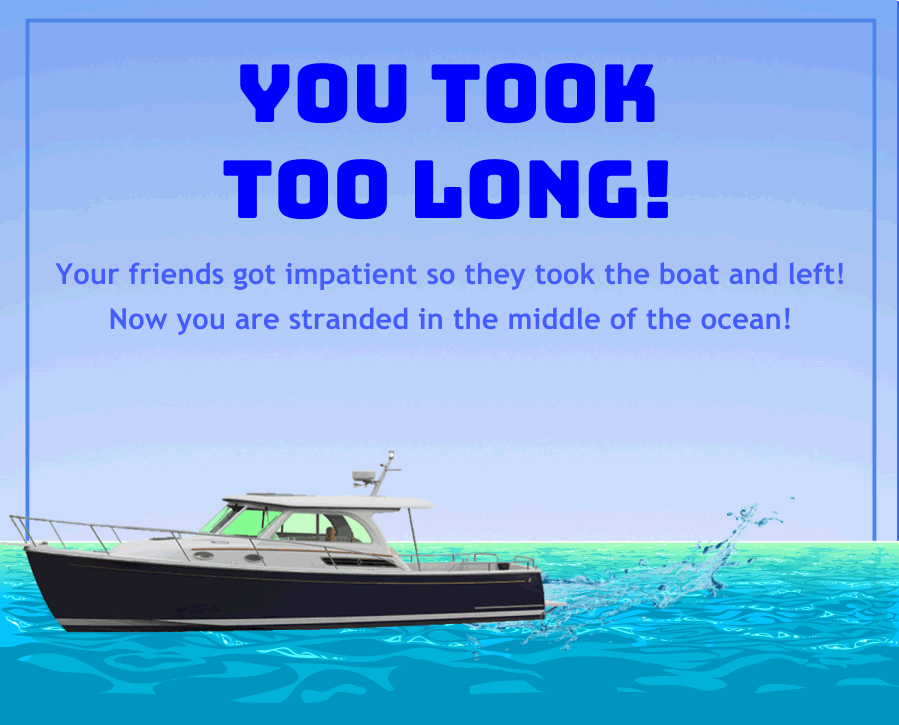 YOU TOOK
TOO LONG!
Your friends got impatient so they took the boat and left!
Now you are stranded in the middle of the ocean!